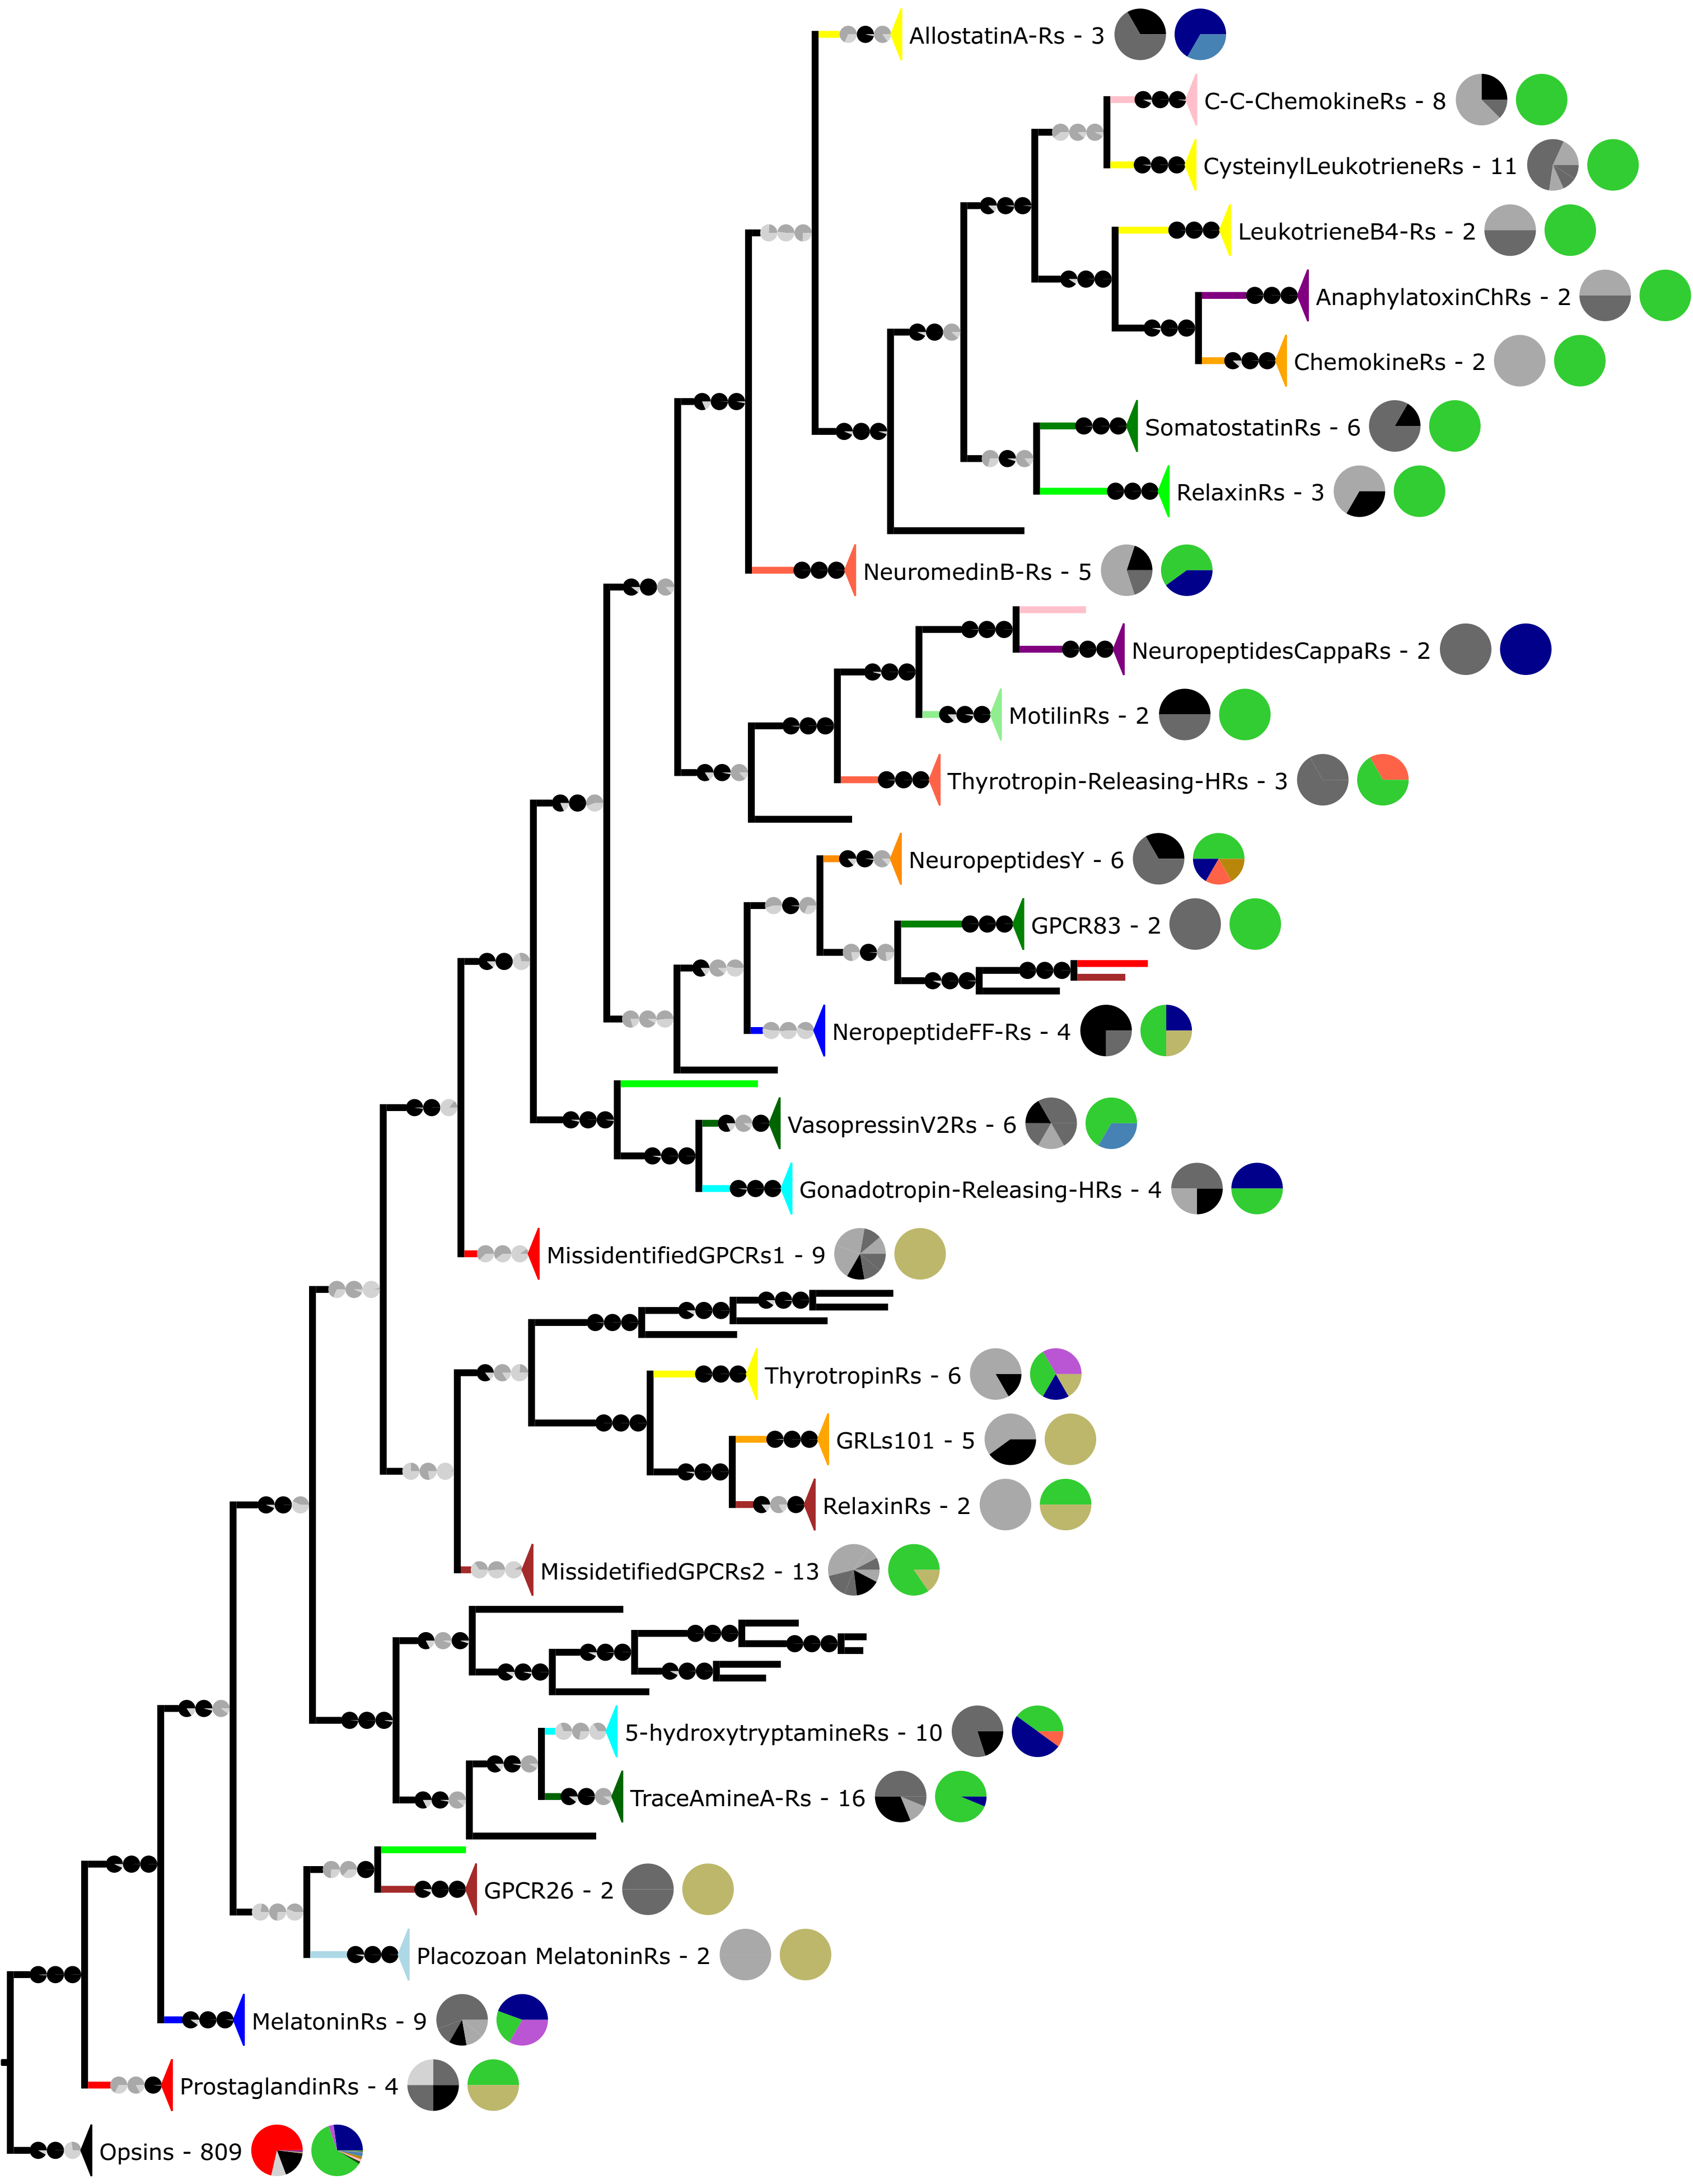 AllostatinA-Rs - 3
C-C-ChemokineRs - 8
CysteinylLeukotrieneRs - 11
LeukotrieneB4-Rs - 2
AnaphylatoxinChRs - 2
ChemokineRs - 2
SomatostatinRs - 6
RelaxinRs - 3
NeuromedinB-Rs - 5
NeuropeptidesCappaRs - 2
MotilinRs - 2
Thyrotropin-Releasing-HRs - 3
NeuropeptidesY - 6
GPCR83 - 2
NeropeptideFF-Rs - 4
VasopressinV2Rs - 6
Gonadotropin-Releasing-HRs - 4
MissidentifiedGPCRs1 - 9
ThyrotropinRs - 6
GRLs101 - 5
RelaxinRs - 2
MissidetifiedGPCRs2 - 13
5-hydroxytryptamineRs - 10
TraceAmineA-Rs - 16
GPCR26 - 2
Placozoan MelatoninRs - 2
MelatoninRs - 9
ProstaglandinRs - 4
Opsins - 809